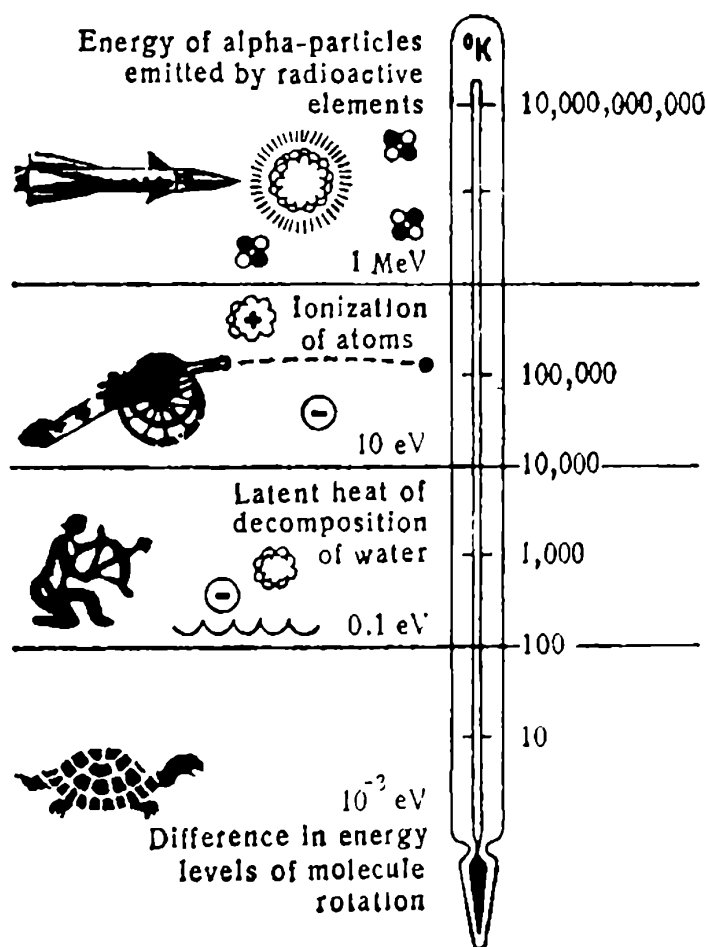 Energy of alpha-particles
emitted by radioactive
elements
°K
10,000,000,000
1 MeV
Ionization
of atoms
100,000
10 eV
10,000
Latent heat of
decomposition
of water
1,000
0.1 eV
100
10
10⁻³ eV
Difference in energy
levels of molecule
rotation